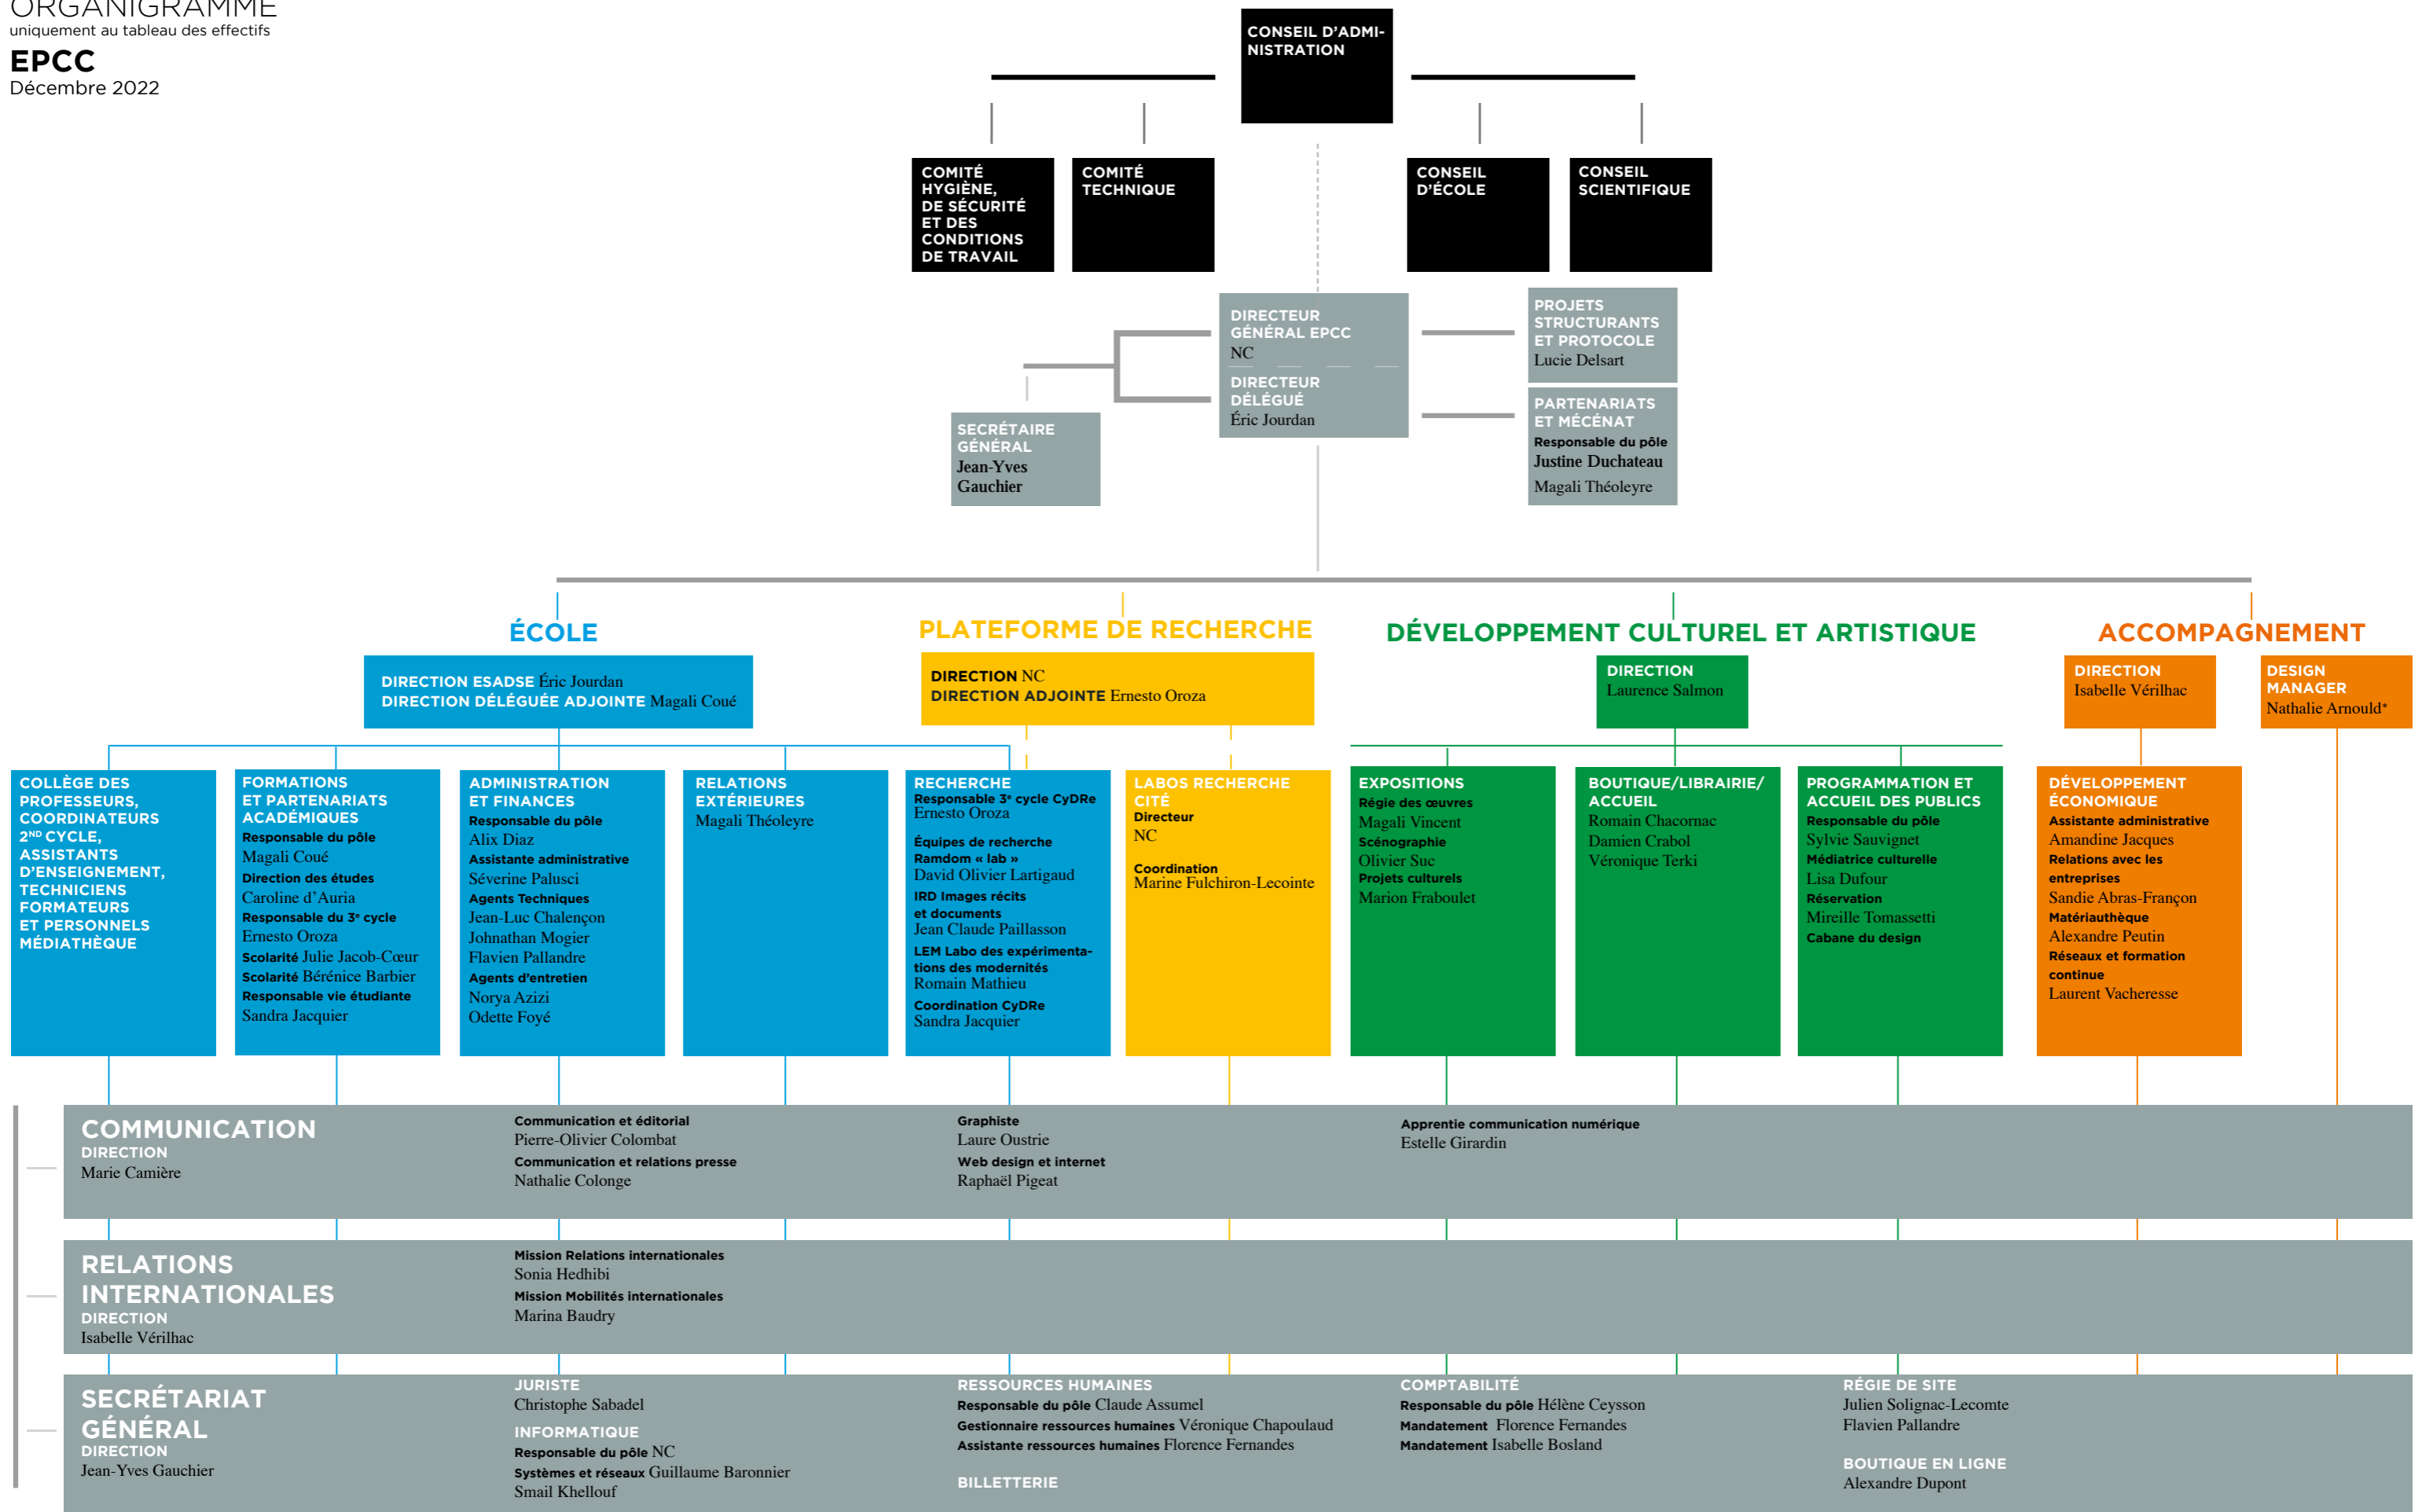 ORGANIGRAMME
uniquement au tableau des effectifs
EPCC
Décembre 2022
CONSEIL D’ADMI-
NISTRATION
COMITÉ
HYGIÈNE,
DE SÉCURITÉ
ET DES
CONDITIONS
DE TRAVAIL
COMITÉ
TECHNIQUE
CONSEIL
D’ÉCOLE
CONSEIL
SCIENTIFIQUE
DIRECTEUR
GÉNÉRAL EPCC
NC
DIRECTEUR
DÉLÉGUÉ
Éric Jourdan
PROJETS
STRUCTURANTS
ET PROTOCOLE
Lucie Delsart
PARTENARIATS
ET MÉCÉNAT
Responsable du pôle
Justine Duchateau
Magali Théoleyre
SECRÉTAIRE
GÉNÉRAL
Jean-Yves
Gauchier
ÉCOLE
DIRECTION ESADSE Éric Jourdan
DIRECTION DÉLÉGUÉE ADJOINTE Magali Coué
PLATEFORME DE RECHERCHE
DIRECTION NC
DIRECTION ADJOINTE Ernesto Oroza
DÉVELOPPEMENT CULTUREL ET ARTISTIQUE
DIRECTION
Laurence Salmon
ACCOMPAGNEMENT
DIRECTION
Isabelle Vérilhac
DESIGN
MANAGER
Nathalie Arnould*
COLLÈGE DES
PROFESSEURS,
COORDINATEURS
2ND CYCLE,
ASSISTANTS
D’ENSEIGNEMENT,
TECHNICIENS
FORMATEURS
ET PERSONNELS
MÉDIATHÈQUE
FORMATIONS
ET PARTENARIATS
ACADÉMIQUES
Responsable du pôle
Magali Coué
Direction des études
Caroline d’Auria
Responsable du 3e cycle
Ernesto Oroza
Scolarité Julie Jacob-Cœur
Scolarité Bérénice Barbier
Responsable vie étudiante
Sandra Jacquier
ADMINISTRATION
ET FINANCES
Responsable du pôle
Alix Diaz
Assistante administrative
Séverine Palusci
Agents Techniques
Jean-Luc Chalençon
Johnathan Mogier
Flavien Pallandre
Agents d’entretien
Norya Azizi
Odette Foyé
RELATIONS
EXTÉRIEURES
Magali Théoleyre
RECHERCHE
Responsable 3e cycle CyDRe
Ernesto Oroza
Équipes de recherche
Ramdom « lab »
David Olivier Lartigaud
IRD Images récits
et documents
Jean Claude Paillasson
LEM Labo des expérimenta-
tions des modernités
Romain Mathieu
Coordination CyDRe
Sandra Jacquier
LABOS RECHERCHE
CITÉ
Directeur
NC
Coordination
Marine Fulchiron-Lecointe
EXPOSITIONS
Régie des œuvres
Magali Vincent
Scénographie
Olivier Suc
Projets culturels
Marion Fraboulet
BOUTIQUE/LIBRAIRIE/
ACCUEIL
Romain Chacornac
Damien Crabol
Véronique Terki
PROGRAMMATION ET
ACCUEIL DES PUBLICS
Responsable du pôle
Sylvie Sauvignet
Médiatrice culturelle
Lisa Dufour
Réservation
Mireille Tomassetti
Cabane du design
DÉVELOPPEMENT
ÉCONOMIQUE
Assistante administrative
Amandine Jacques
Relations avec les
entreprises
Sandie Abras-Françon
Matériauthèque
Alexandre Peutin
Réseaux et formation
continue
Laurent Vacheresse
COMMUNICATION
DIRECTION
Marie Camière
Communication et éditorial
Pierre-Olivier Colombat
Communication et relations presse
Nathalie Colonge
Graphiste
Laure Oustrie
Web design et internet
Raphaël Pigeat
Apprentie communication numérique
Estelle Girardin
RELATIONS
INTERNATIONALES
DIRECTION
Isabelle Vérilhac
Mission Relations internationales
Sonia Hedhibi
Mission Mobilités internationales
Marina Baudry
SECRÉTARIAT
GÉNÉRAL
DIRECTION
Jean-Yves Gauchier
JURISTE
Christophe Sabadel
INFORMATIQUE
Responsable du pôle NC
Systèmes et réseaux Guillaume Baronnier
Smail Khellouf
RESSOURCES HUMAINES
Responsable du pôle Claude Assumel
Gestionnaire ressources humaines Véronique Chapoulaud
Assistante ressources humaines Florence Fernandes
BILLETTERIE
COMPTABILITÉ
Responsable du pôle Hélène Ceysson
Mandatement Florence Fernandes
Mandatement Isabelle Bosland
RÉGIE DE SITE
Julien Solignac-Lecomte
Flavien Pallandre
BOUTIQUE EN LIGNE
Alexandre Dupont